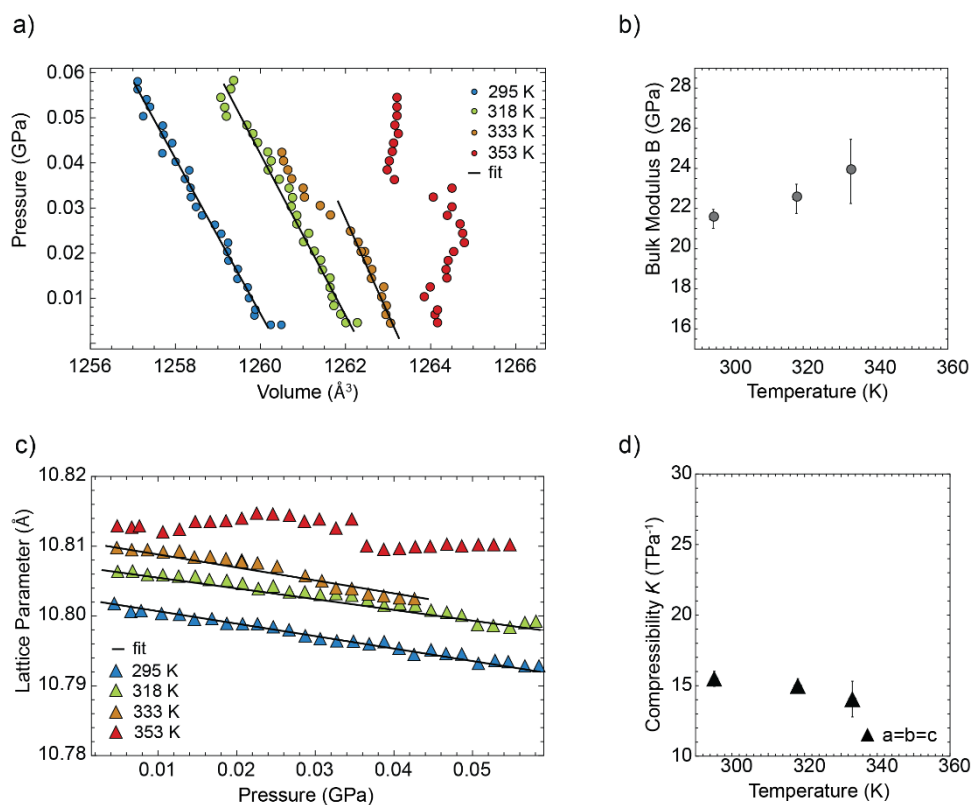 a)
0.06
0.05
0.04
0.03
0.02
0.01
Pressure (GPa)
295 K
318 K
333 K
353 K
fit
1256 1258 1260 1262 1264 1266
Volume (Å³)
b)
28
26
24
22
20
18
16
Bulk Modulus B (GPa)
300 320 340 360
Temperature (K)
c)
10.82
10.81
10.80
10.79
10.78
Lattice Parameter (Å)
fit
295 K
318 K
333 K
353 K
0.01 0.02 0.03 0.04 0.05
Pressure (GPa)
d)
30
25
20
15
10
Compressibility K (TPa⁻¹)
a=b=c
300 320 340 360
Temperature (K)